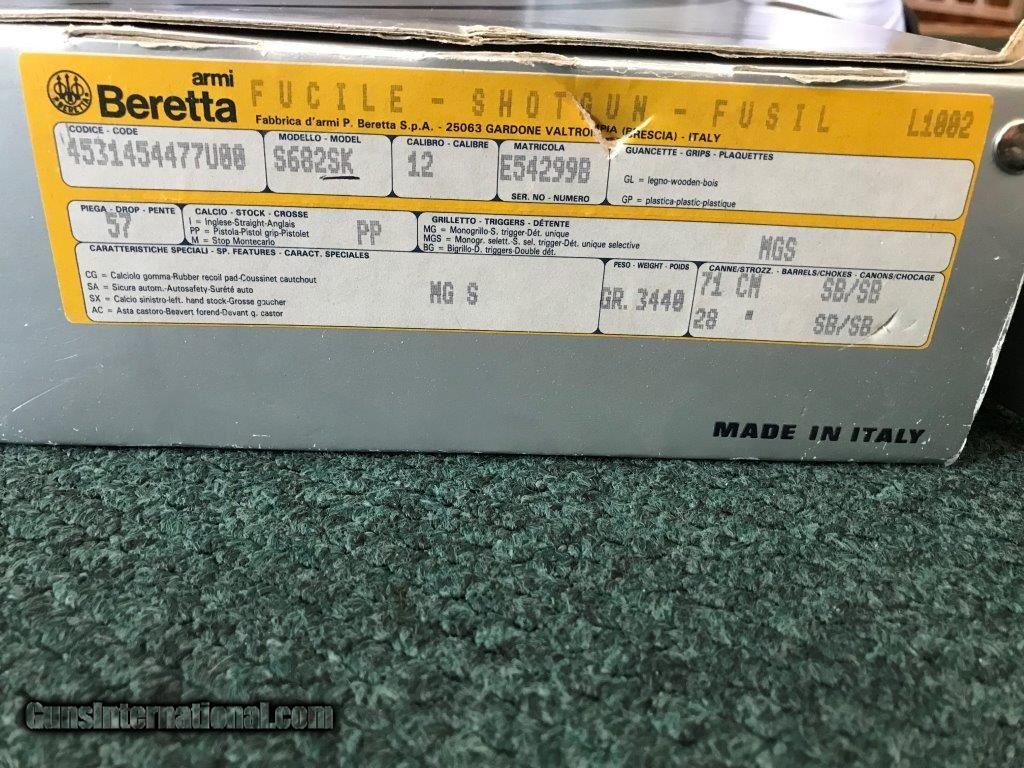 armi
Beretta
FUCILE - SHOTGUN - FUSIL L1002
Fabbrica d'armi P. Beretta S.p.A. - 25063 GARDONE VALTROMPIA (BRESCIA) - ITALY
CODICE - CODE
4531454477U00
MODELLO - MODEL
S682SK
CALIBRO - CALIBRE
12
MATRICOLA
E54299B
SER. NO - NUMERO
GUANCETTE - GRIPS - PLAQUETTES
GL = legno-wooden-bois
GP = plastica-plastic-plastique
PIEGA - DROP - PENTE
57
CALCIO - STOCK - CROSSE
I = Inglese-Straight-Anglais
PP = Pistola-Pistol grip-Pistolet
M = Stop Montecarlo
PP
GRILLETTO - TRIGGERS - DÉTENTE
MG = Monogrillo-S. trigger-Dét. unique
MGS = Monogr. selett.-S. sel. trigger-Dét. unique selective
BG = Bigrillo-D. triggers-Double dét.
MGS
CARATTERISTICHE SPECIALI - SP. FEATURES - CARACT. SPECIALES
CG = Calciolo gomma-Rubber recoil pad-Coussinet cautchout
SA = Sicura autom.-Autosafety-Sureté auto
SX = Calcio sinistro-left. hand stock-Grosse gaucher
AC = Asta castoro-Beavert forend-Devant g. castor
MG S
PESO - WEIGHT - POIDS
GR. 3440
CANNE/STROZZ. - BARRELS/CHOKES - CANONS/CHOCAGE
71 CM SB/SB
28 " SB/SB
MADE IN ITALY
GunsInternational.com